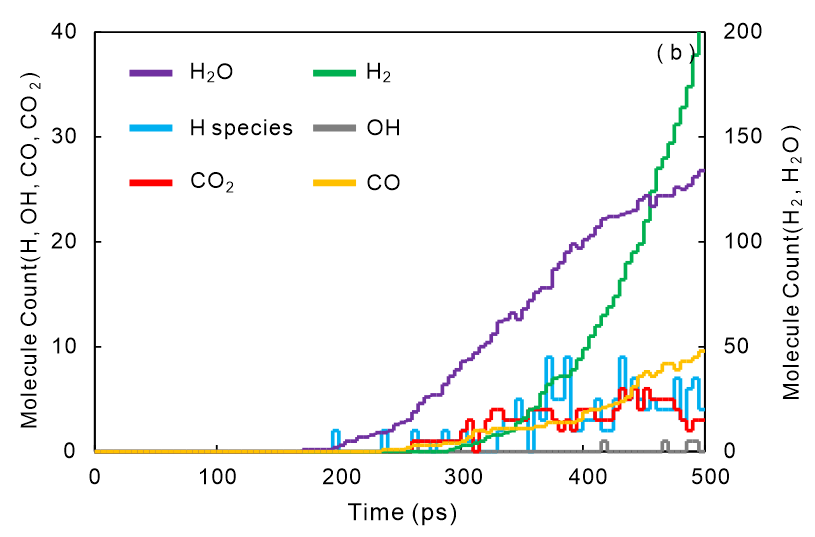 40
30
20
10
0
Molecule Count(H, OH, CO, CO₂)
( b )
H₂O
H₂
H species
OH
CO₂
CO
200
150
100
50
0
Molecule Count(H₂, H₂O)
0 100 200 300 400 500
Time (ps)